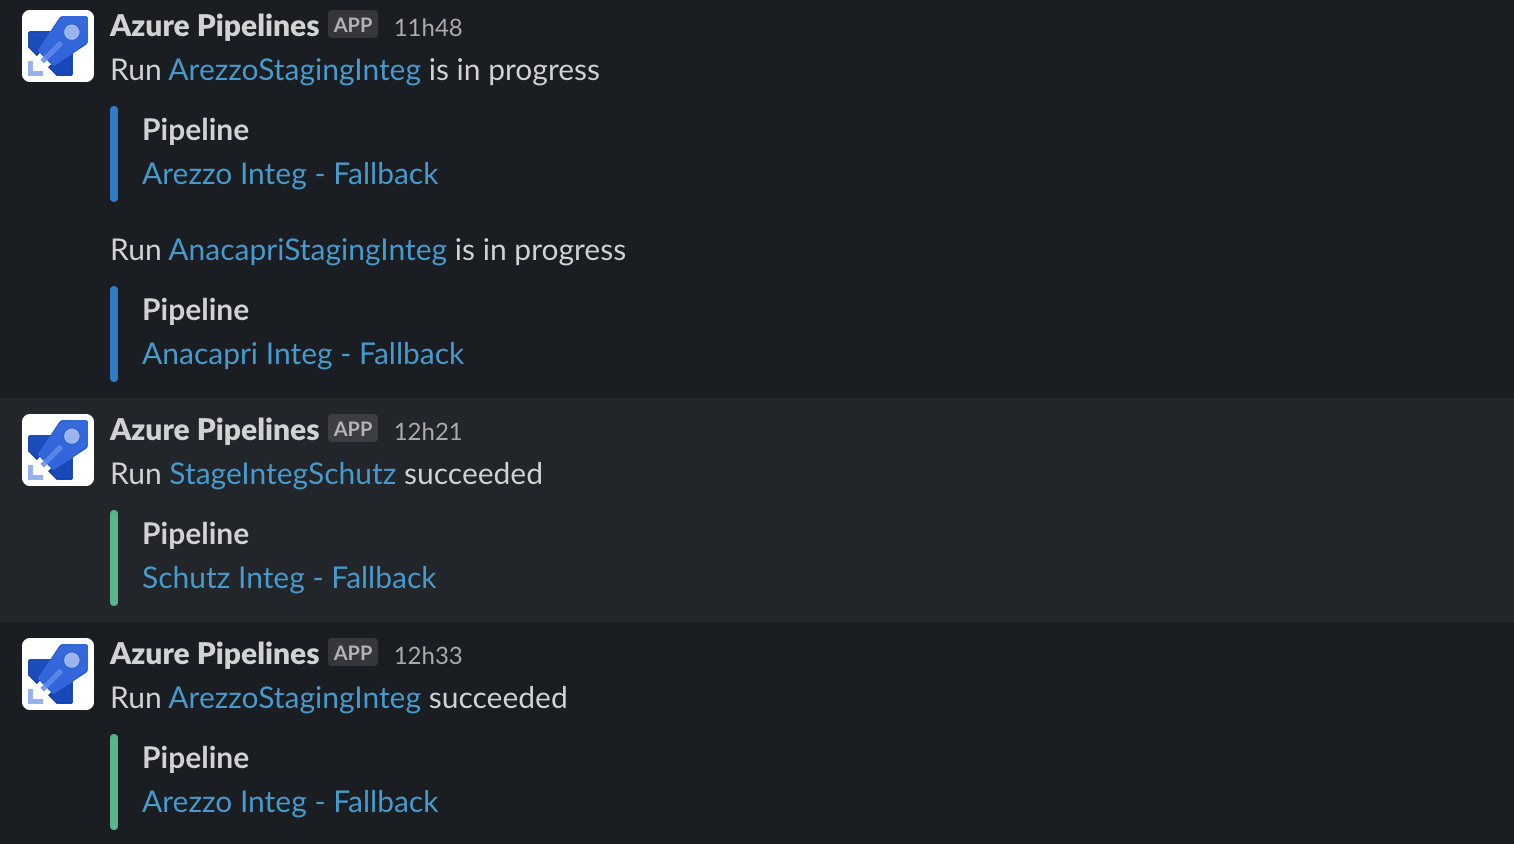 Azure Pipelines APP 11h48
Run ArezzoStagingInteg is in progress
Pipeline
Arezzo Integ - Fallback
Run AnacapriStagingInteg is in progress
Pipeline
Anacapri Integ - Fallback
Azure Pipelines APP 12h21
Run StageIntegSchutz succeeded
Pipeline
Schutz Integ - Fallback
Azure Pipelines APP 12h33
Run ArezzoStagingInteg succeeded
Pipeline
Arezzo Integ - Fallback